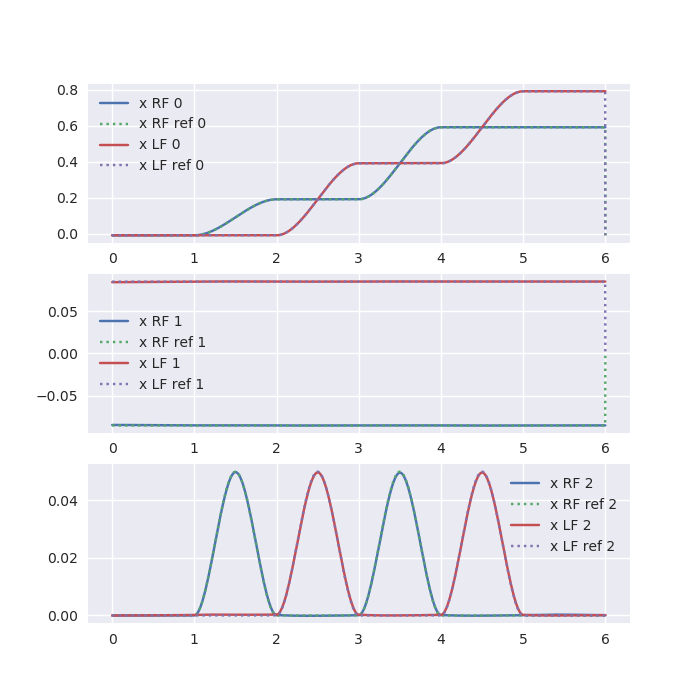 0.8
0.6
0.4
0.2
0.0
x RF 0
x RF ref 0
x LF 0
x LF ref 0
0 1 2 3 4 5 6
0.05
0.00
−0.05
x RF 1
x RF ref 1
x LF 1
x LF ref 1
0 1 2 3 4 5 6
0.04
0.02
0.00
x RF 2
x RF ref 2
x LF 2
x LF ref 2
0 1 2 3 4 5 6